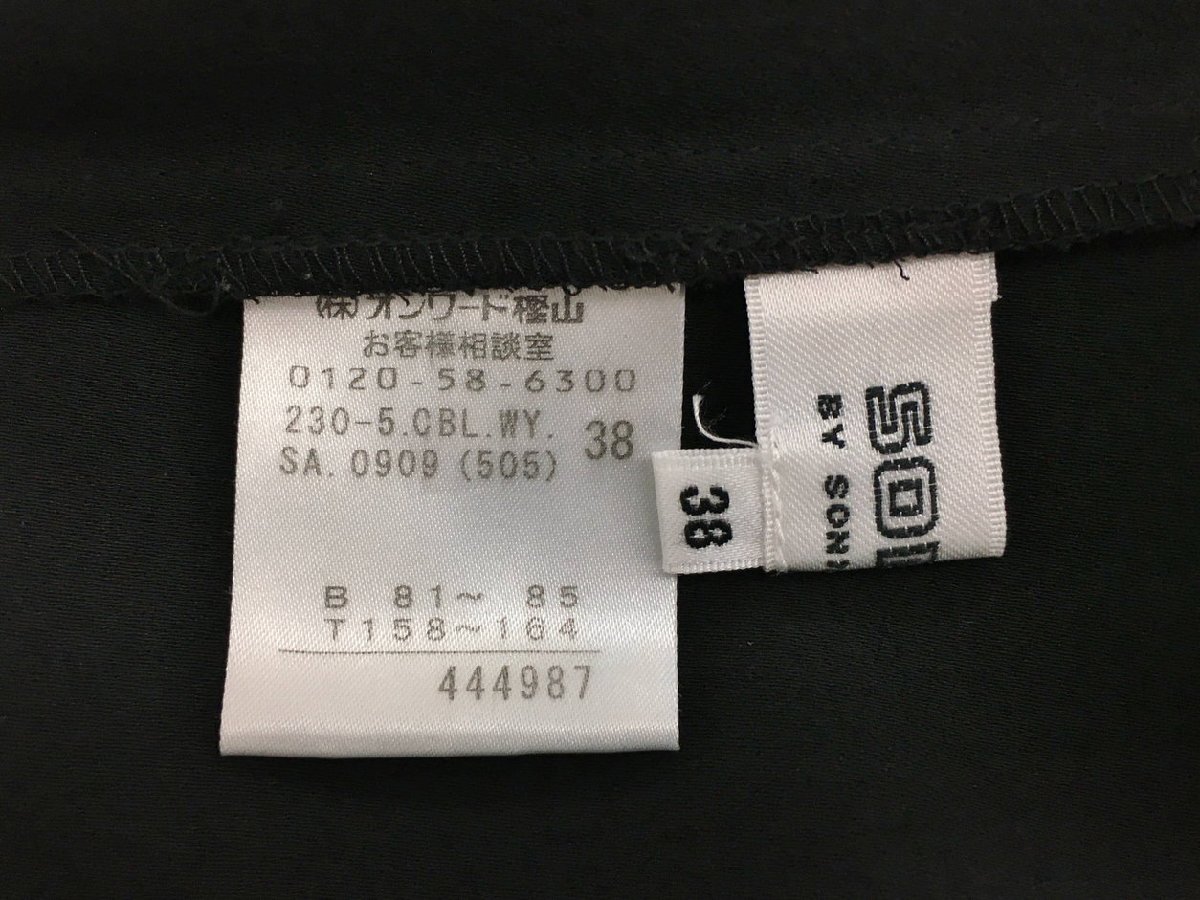 (株)オンワード樫山
お客様相談室
0120-58-6300
230-5.CBL.WY.
SA.0909 (505)
38
B 81～ 85
T158～164
444987
38
BY SON
SO